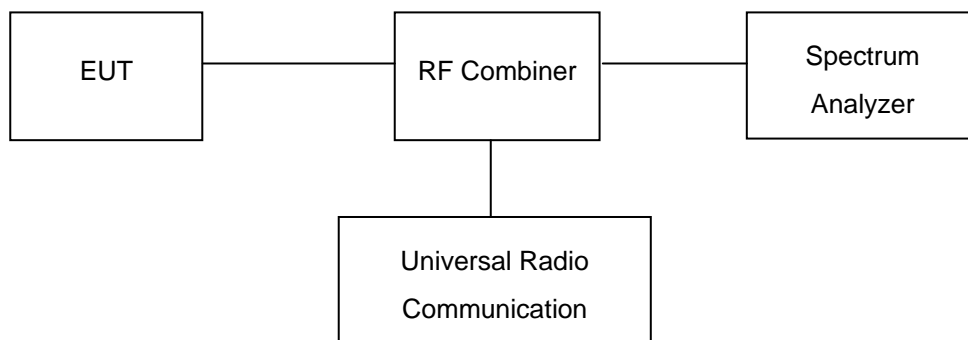 EUT
RF Combiner
Spectrum
Analyzer
Universal Radio
Communication